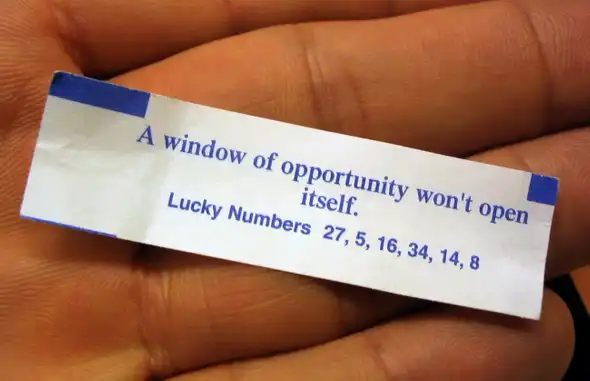 A window of opportunity won't open
itself.
Lucky Numbers 27, 5, 16, 34, 14, 8